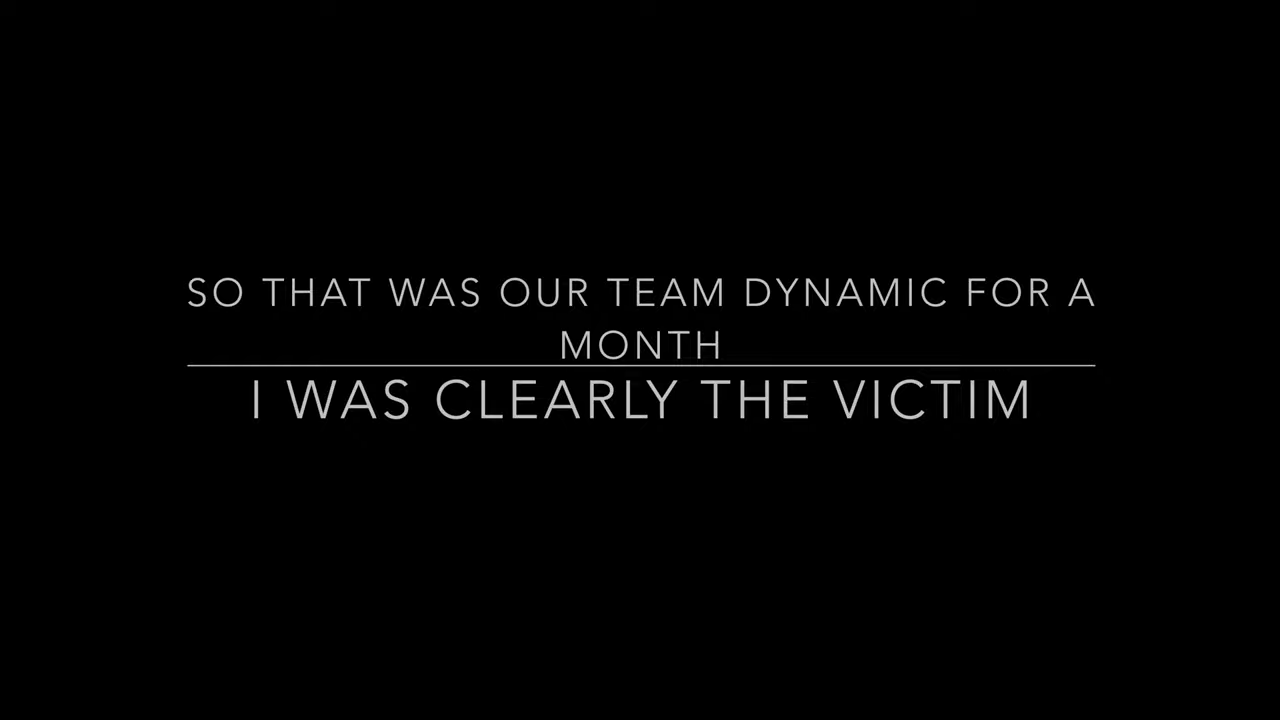 SO THAT WAS OUR TEAM DYNAMIC FOR A
MONTH
I WAS CLEARLY THE VICTIM